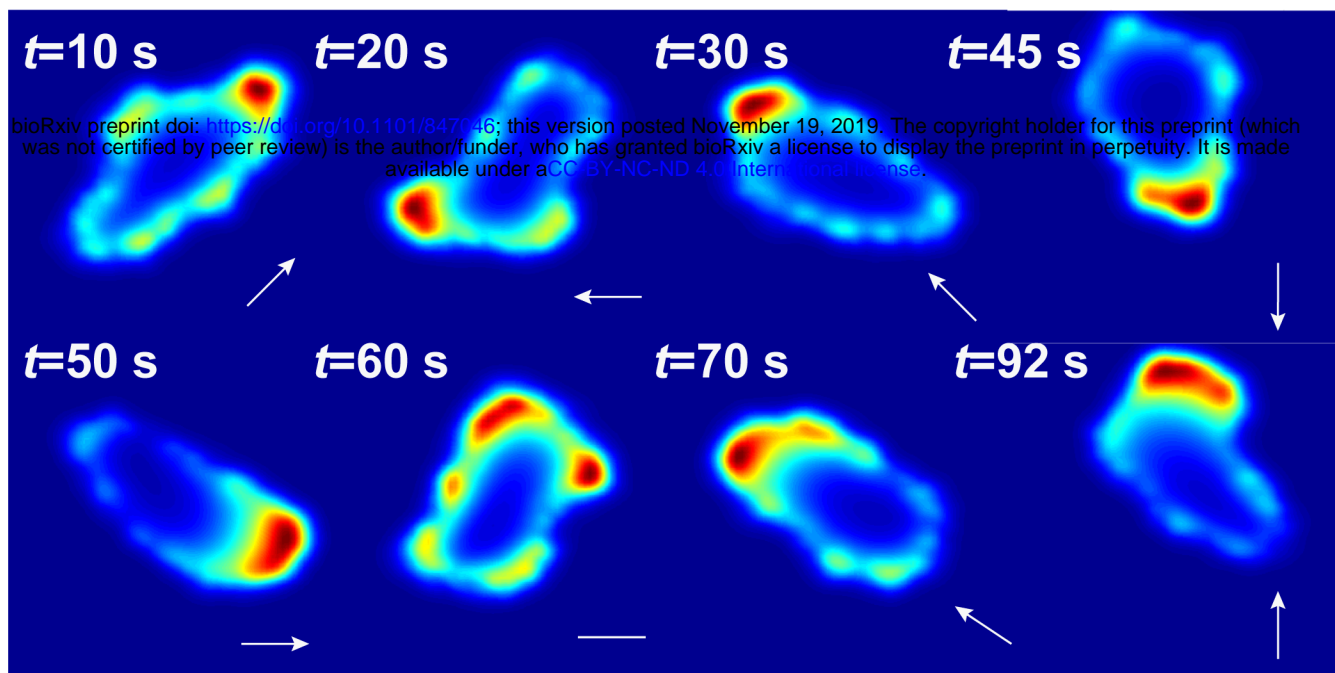 t=10 s t=20 s t=30 s t=45 s
bioRxiv preprint doi: https://doi.org/10.1101/847046; this version posted November 19, 2019. The copyright holder for this preprint (which
was not certified by peer review) is the author/funder, who has granted bioRxiv a license to display the preprint in perpetuity. It is made
available under aCC-BY-NC-ND 4.0 International license.
t=50 s t=60 s t=70 s t=92 s